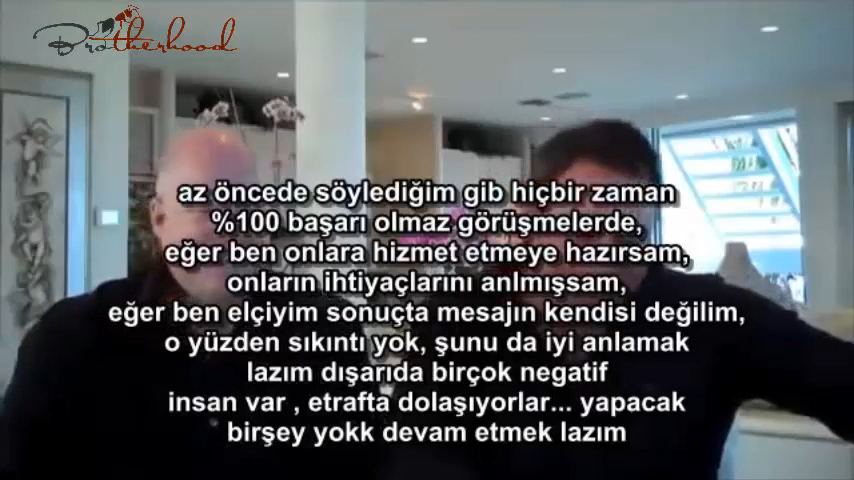 Brotherhood
az öncede söylediğim gib hiçbir zaman
%100 başarı olmaz görüşmelerde,
eğer ben onlara hizmet etmeye hazırsam,
onların ihtiyaçlarını anlmışsam,
eğer ben elçiyim sonuçta mesajın kendisi değilim,
o yüzden sıkıntı yok, şunu da iyi anlamak
lazım dışarıda birçok negatif
insan var , etrafta dolaşıyorlar... yapacak
birşey yokk devam etmek lazım